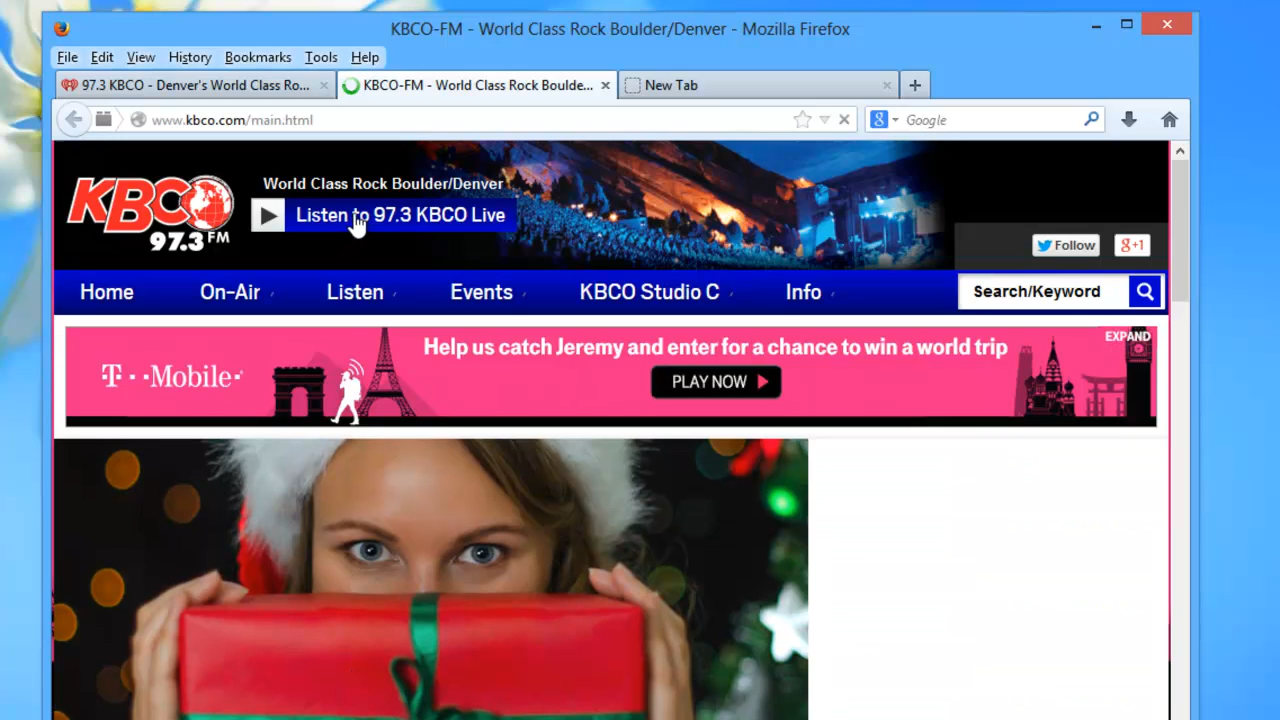 KBCO-FM - World Class Rock Boulder/Denver - Mozilla Firefox
File Edit View History Bookmarks Tools Help
97.3 KBCO - Denver's World Class Ro...
KBCO-FM - World Class Rock Boulde...
New Tab
www.kbco.com/main.html
Google
KBCO
97.3 FM
World Class Rock Boulder/Denver
Listen to 97.3 KBCO Live
Follow
g+1
Home On-Air Listen Events KBCO Studio C Info
Search/Keyword
T··Mobile·
Help us catch Jeremy and enter for a chance to win a world trip
EXPAND
PLAY NOW